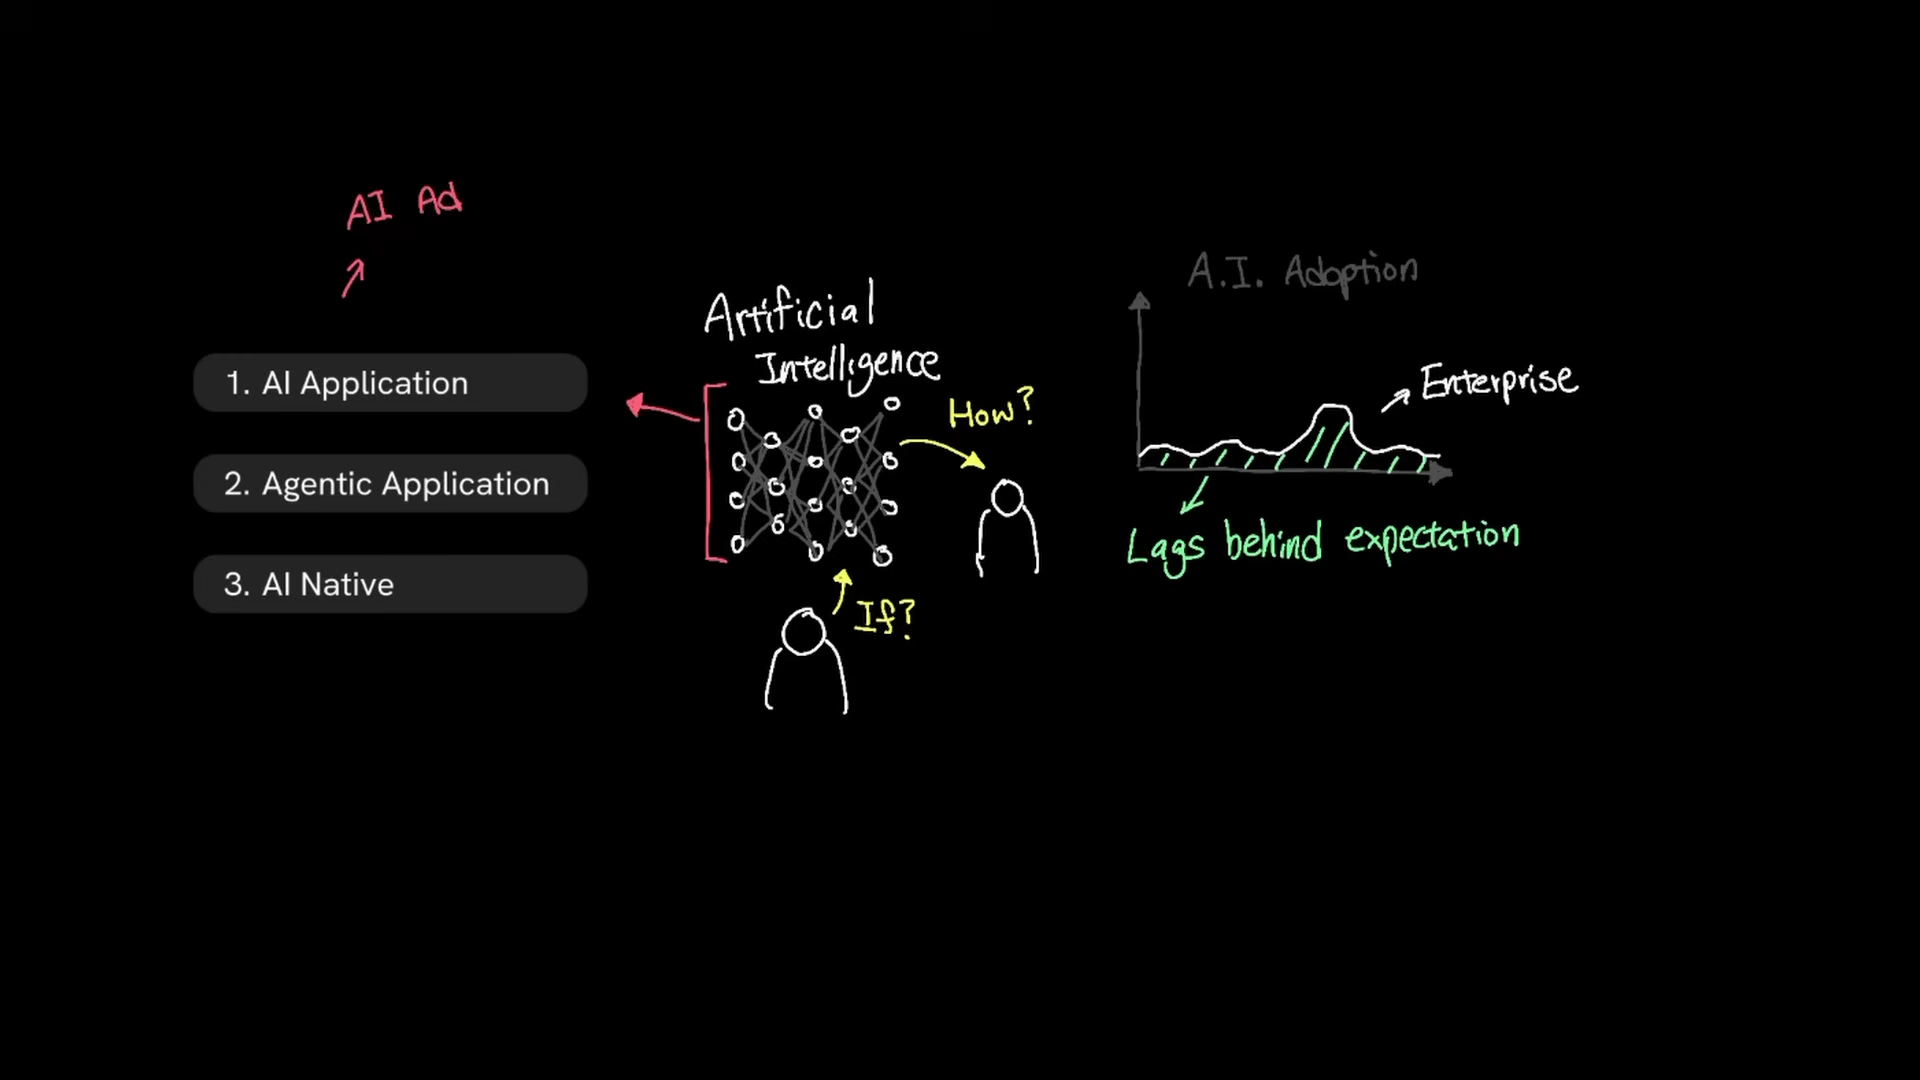 AI Ad
1. AI Application
2. Agentic Application
3. AI Native
Artificial
Intelligence
How?
If?
A.I. Adoption
Enterprise
Lags behind expectation